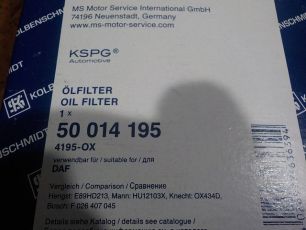 MS Motor Service International GmbH
74196 Neuenstadt, Germany
www.ms-motor-service.com
KSPG®
Automotive
ÖLFILTER
OIL FILTER
1 x
50 014 195
4195-OX
verwendbar für / suitable for / для
DAF
Vergleich / Comparison / Сравнение
Hengst: E69HD213, Mann: HU12103X, Knecht: OX434D,
Bosch: F 026 407 045
Details siehe Katalog / details see catalogue /
KOLBENSCHMIDT
KOLBENSCHMIDT